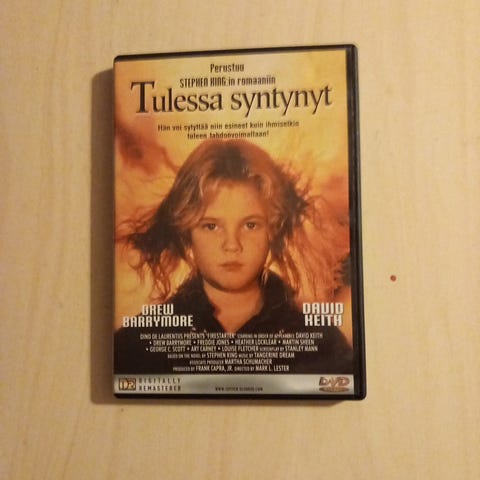 Perustuu
STEPHEN KING:in romaaniin
Tulessa syntynyt
Hän voi sytyttää niin esineet kuin ihmisetkin
tuleen tahdonvoimallaan!
DREW
BARRYMORE
DAVID
KEITH
DINO DE LAURENTIIS PRESENTS "FIRESTARTER" STARRING IN ORDER OF APPEARANCE DAVID KEITH
• DREW BARRYMORE • FREDDIE JONES • HEATHER LOCKLEAR • MARTIN SHEEN
• GEORGE C. SCOTT • ART CARNEY • LOUISE FLETCHER SCREENPLAY BY STANLEY MANN
BASED ON THE NOVEL BY STEPHEN KING MUSIC BY TANGERINE DREAM
ASSOCIATE PRODUCER MARTHA SCHUMACHER
PRODUCED BY FRANK CAPRA, JR. DIRECTED BY MARK L. LESTER
DIGITALLY
REMASTERED
DVD